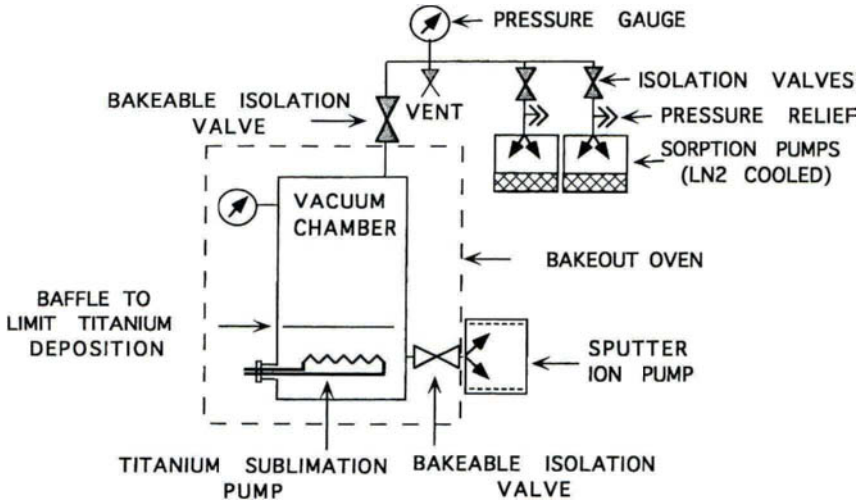 PRESSURE GAUGE
BAKEABLE ISOLATION
VALVE
VENT
ISOLATION VALVES
PRESSURE RELIEF
SORPTION PUMPS
(LN2 COOLED)
VACUUM
CHAMBER
BAKEOUT OVEN
BAFFLE TO
LIMIT TITANIUM
DEPOSITION
SPUTTER
ION PUMP
TITANIUM SUBLIMATION
PUMP
BAKEABLE ISOLATION
VALVE